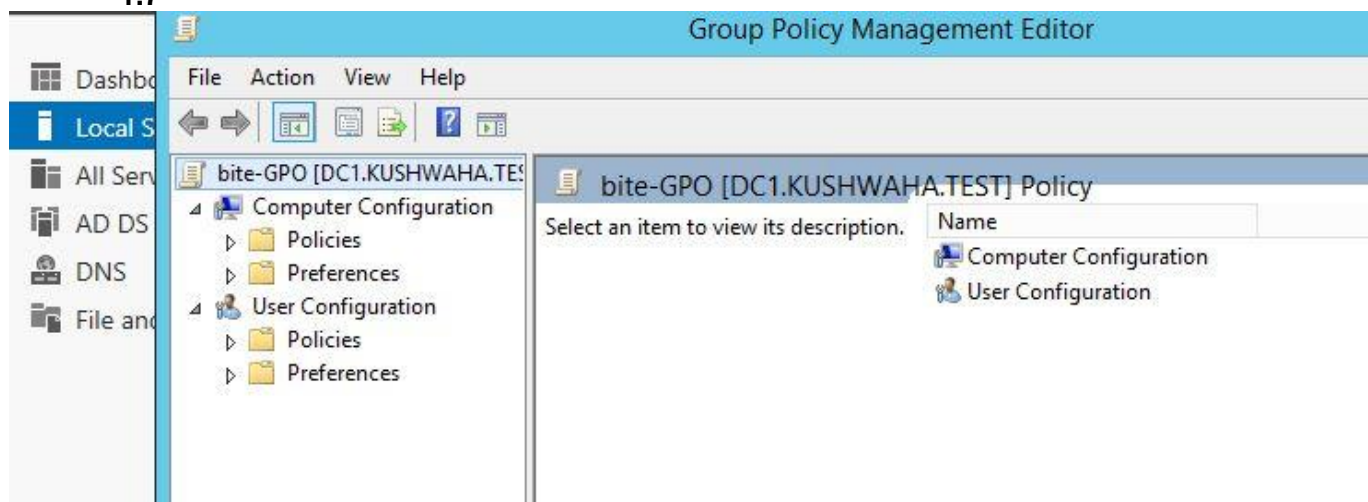 Group Policy Management Editor
File Action View Help
Dashbo
Local S
All Serv
AD DS
DNS
File and
bite-GPO [DC1.KUSHWAHA.TES
Computer Configuration
Policies
Preferences
User Configuration
Policies
Preferences
bite-GPO [DC1.KUSHWAHA.TEST] Policy
Select an item to view its description.
Name
Computer Configuration
User Configuration